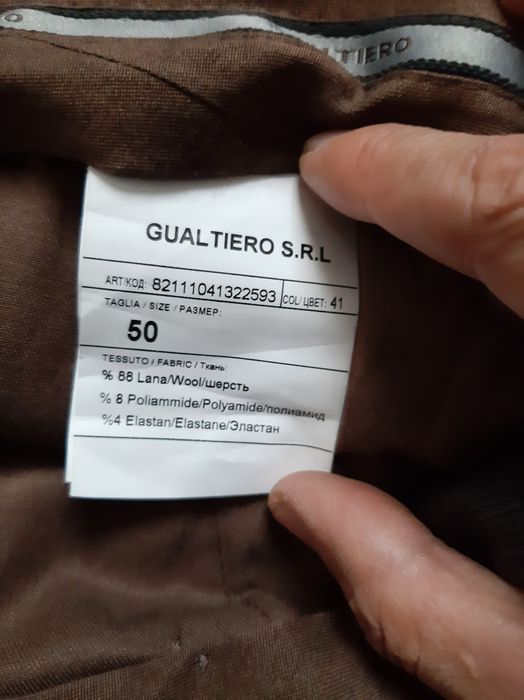 O
LTIERO
GUALTIERO S.R.L
ART/КОД: 82111041322593 COL/ЦВЕТ: 41
TAGLIA / SIZE / РАЗМЕР:
50
TESSUTO / FABRIC / Ткань:
% 88 Lana/Wool/шерсть
% 8 Poliammide/Polyamide/полиамид
%4 Elastan/Elastane/Эластан